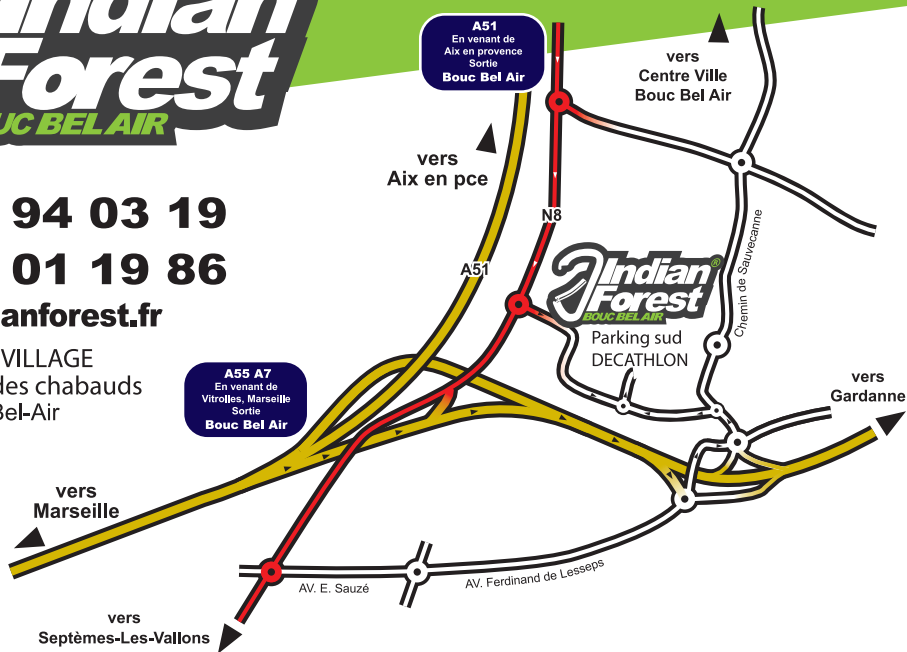 Indian
Forest
BOUC BEL AIR
94 03 19
01 19 86
anforest.fr
VILLAGE
des chabauds
Bel-Air
A51
En venant de
Aix en provence
Sortie
Bouc Bel Air
vers
Centre Ville
Bouc Bel Air
vers
Aix en pce
N8
A51
Chemin de Sauvecanne
Indian®
Forest
BOUC BEL AIR
Parking sud
DECATHLON
A55 A7
En venant de
Vitrolles, Marseille
Sortie
Bouc Bel Air
vers
Gardanne
vers
Marseille
AV. E. Sauzé
AV. Ferdinand de Lesseps
vers
Septèmes-Les-Vallons